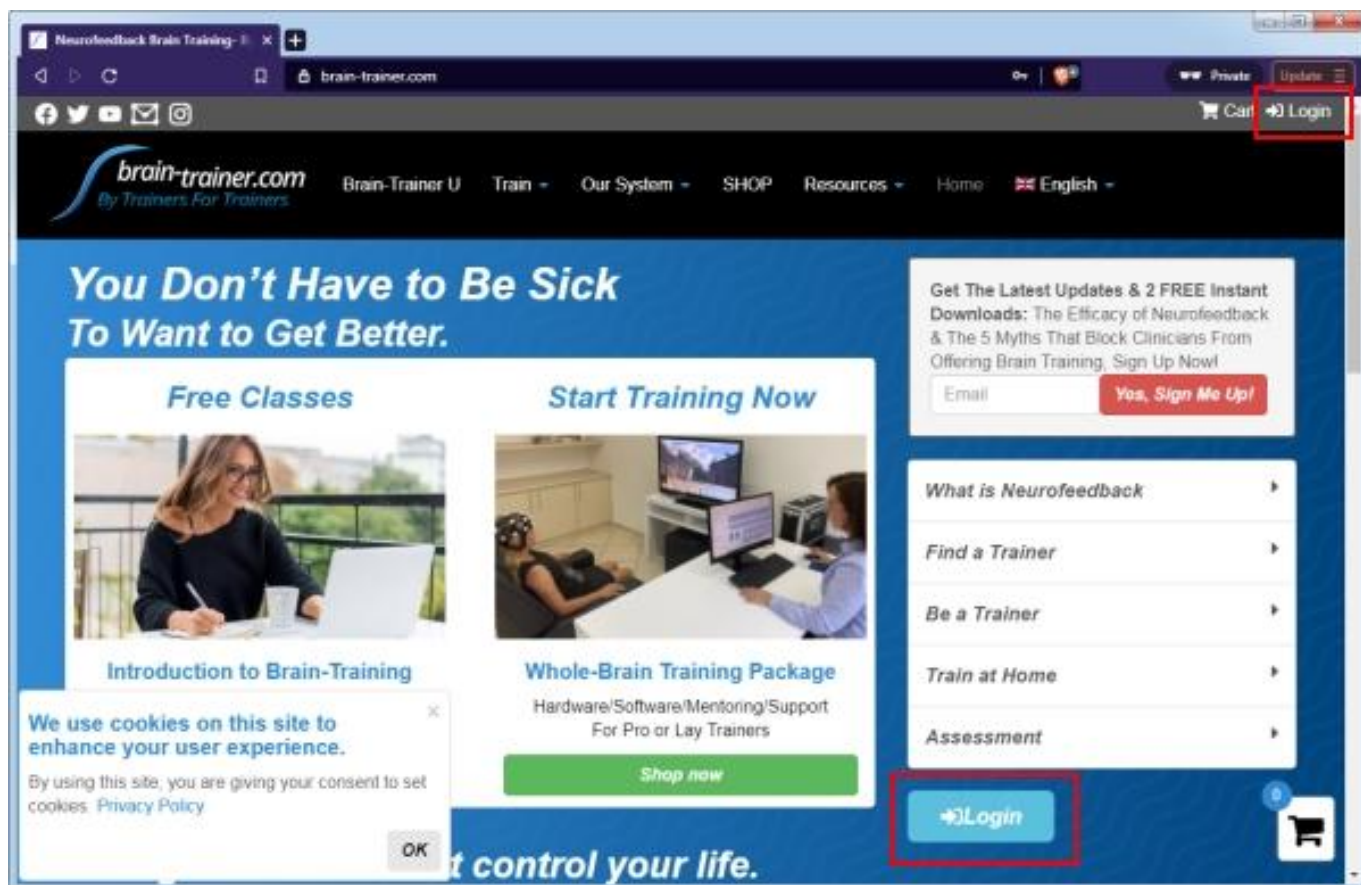 Neurofeedback Brain Training-
brain-trainer.com
Private
Update
Cart
Login
brain-trainer.com
By Trainers For Trainers
Brain-Trainer U
Train
Our System
SHOP
Resources
Home
English
You Don't Have to Be Sick
To Want to Get Better.
Free Classes
Introduction to Brain-Training
Start Training Now
Whole-Brain Training Package
Hardware/Software/Mentoring/Support
For Pro or Lay Trainers
Shop now
Get The Latest Updates & 2 FREE Instant
Downloads: The Efficacy of Neurofeedback
& The 5 Myths That Block Clinicians From
Offering Brain Training, Sign Up Now!
Email
Yes, Sign Me Up!
What is Neurofeedback
Find a Trainer
Be a Trainer
Train at Home
Assessment
Login
0
We use cookies on this site to
enhance your user experience.
By using this site, you are giving your consent to set
cookies. Privacy Policy
OK
control your life.